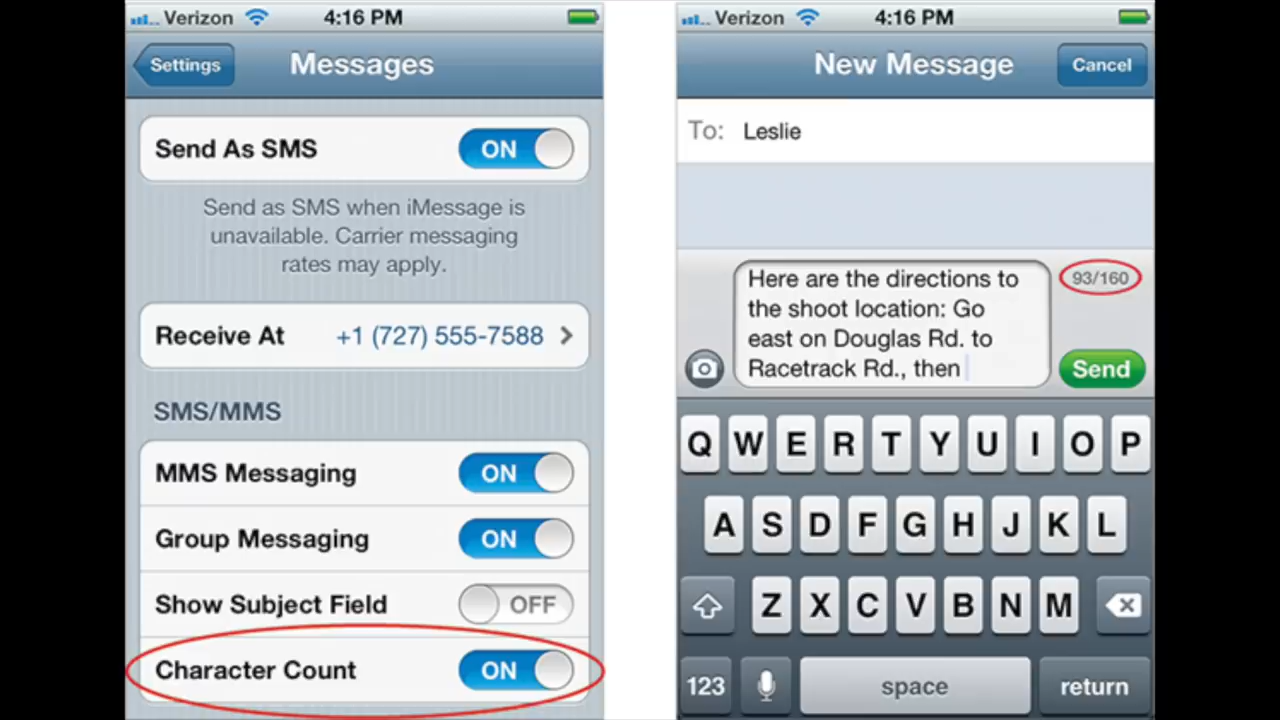 Verizon 4:16 PM
Settings Messages
Send As SMS ON
Send as SMS when iMessage is
unavailable. Carrier messaging
rates may apply.
Receive At +1 (727) 555-7588
SMS/MMS
MMS Messaging ON
Group Messaging ON
Show Subject Field OFF
Character Count ON
Verizon 4:16 PM
New Message Cancel
To: Leslie
Here are the directions to
the shoot location: Go
east on Douglas Rd. to
Racetrack Rd., then
93/160
Send
Q W E R T Y U I O P
A S D F G H J K L
Z X C V B N M
123 space return